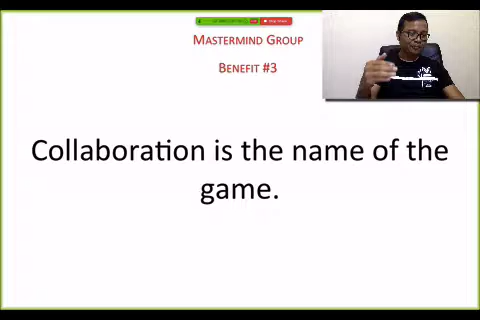 Mastermind Group
Benefit #3
Collaboration is the name of the
game.